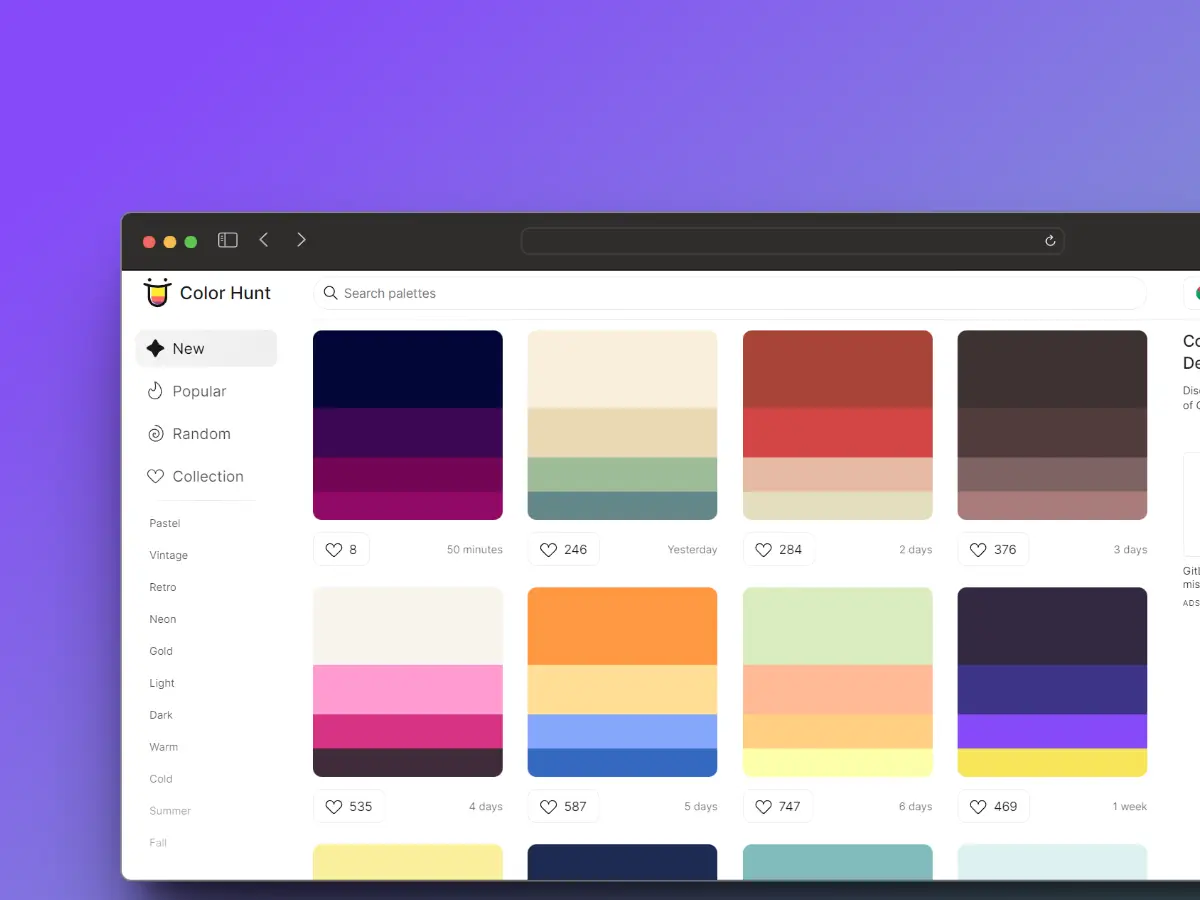 Color Hunt
Search palettes
New
Popular
Random
Collection
Pastel
Vintage
Retro
Neon
Gold
Light
Dark
Warm
Cold
Summer
Fall
8 50 minutes
246 Yesterday
284 2 days
376 3 days
535 4 days
587 5 days
747 6 days
469 1 week
Co
De
Dis
of C
Git
mis
ADS